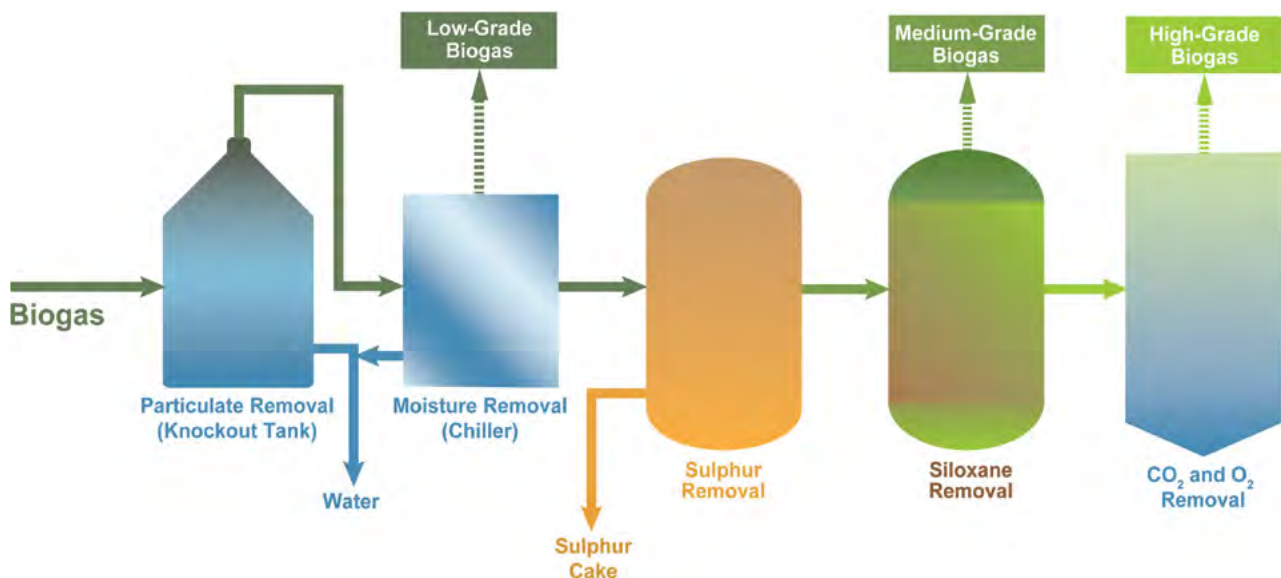 Low-Grade
Biogas
Medium-Grade
Biogas
High-Grade
Biogas
Biogas
Particulate Removal
(Knockout Tank)
Moisture Removal
(Chiller)
Sulphur
Removal
Siloxane
Removal
CO₂ and O₂
Removal
Water
Sulphur
Cake